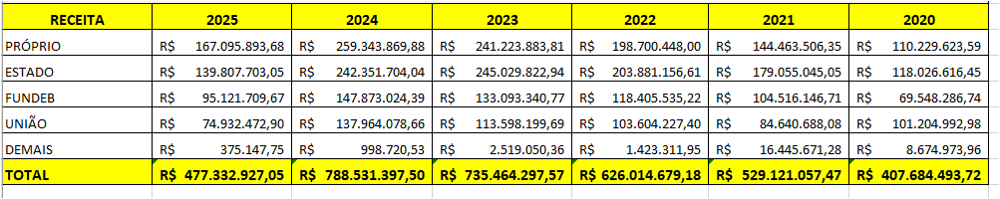 RECEITA 2025 2024 2023 2022 2021 2020
PRÓPRIO R$ 167.095.893,68 R$ 259.343.869,88 R$ 241.223.883,81 R$ 198.700.448,00 R$ 144.463.506,35 R$ 110.229.623,59
ESTADO R$ 139.807.703,05 R$ 242.351.704,04 R$ 245.029.822,94 R$ 203.881.156,61 R$ 179.055.045,05 R$ 118.026.616,45
FUNDEB R$ 95.121.709,67 R$ 147.873.024,39 R$ 133.093.340,77 R$ 118.405.535,22 R$ 104.516.146,71 R$ 69.548.286,74
UNIÃO R$ 74.932.472,90 R$ 137.964.078,66 R$ 113.598.199,69 R$ 103.604.227,40 R$ 84.640.688,08 R$ 101.204.992,98
DEMAIS R$ 375.147,75 R$ 998.720,53 R$ 2.519.050,36 R$ 1.423.311,95 R$ 16.445.671,28 R$ 8.674.973,96
TOTAL R$ 477.332.927,05 R$ 788.531.397,50 R$ 735.464.297,57 R$ 626.014.679,18 R$ 529.121.057,47 R$ 407.684.493,72